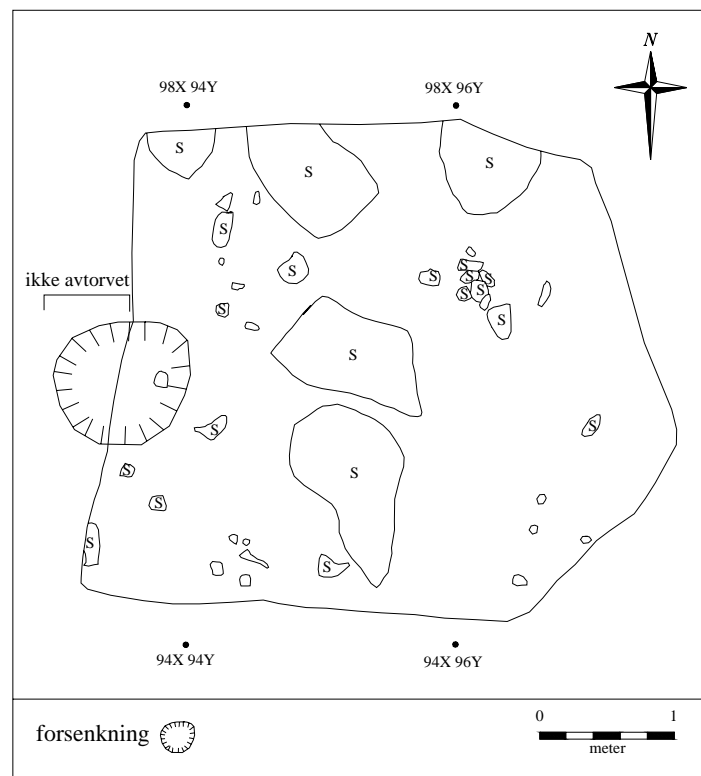 N
98X 94Y 98X 96Y
S S S
S
S S S S S
ikke avtorvet
S S
S S
S
S S
S S
S
S
S
94X 94Y 94X 96Y
forsenkning
0 1
meter